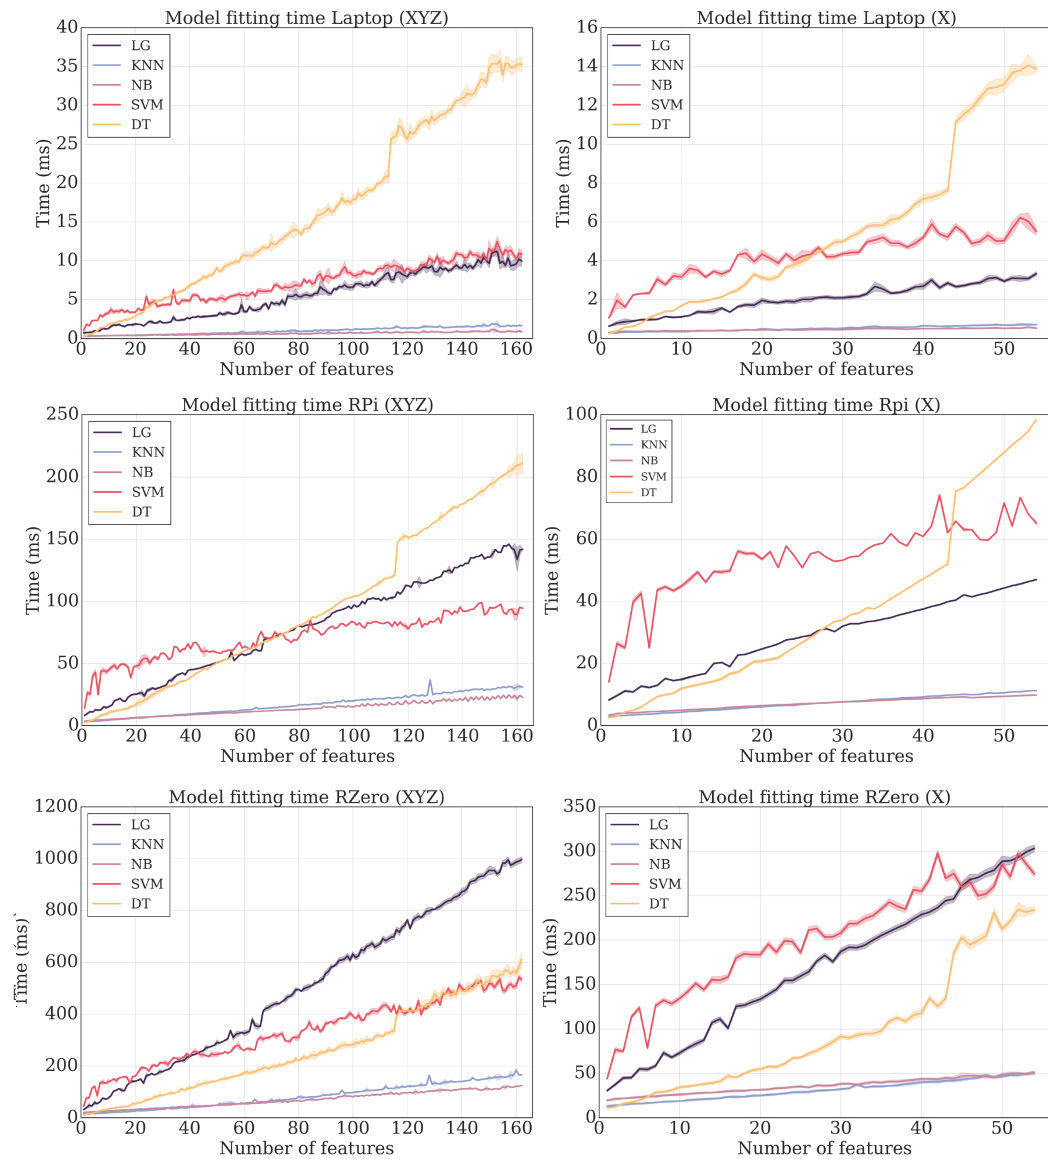 Model fitting time Laptop (XYZ)
40
35
30
25
20
15
10
5
0
Time (ms)
LG
KNN
NB
SVM
DT
0 20 40 60 80 100 120 140 160
Number of features
Model fitting time Laptop (X)
16
14
12
10
8
6
4
2
0
Time (ms)
LG
KNN
NB
SVM
DT
0 10 20 30 40 50
Number of features
Model fitting time RPi (XYZ)
250
200
150
100
50
0
Time (ms)
LG
KNN
NB
SVM
DT
0 20 40 60 80 100 120 140 160
Number of features
Model fitting time Rpi (X)
100
80
60
40
20
0
Time (ms)
LG
KNN
NB
SVM
DT
0 10 20 30 40 50
Number of features
Model fitting time RZero (XYZ)
1200
1000
800
600
400
200
0
Time (ms)
LG
KNN
NB
SVM
DT
0 20 40 60 80 100 120 140 160
Number of features
Model fitting time RZero (X)
350
300
250
200
150
100
50
0
Time (ms)
LG
KNN
NB
SVM
DT
0 10 20 30 40 50
Number of features